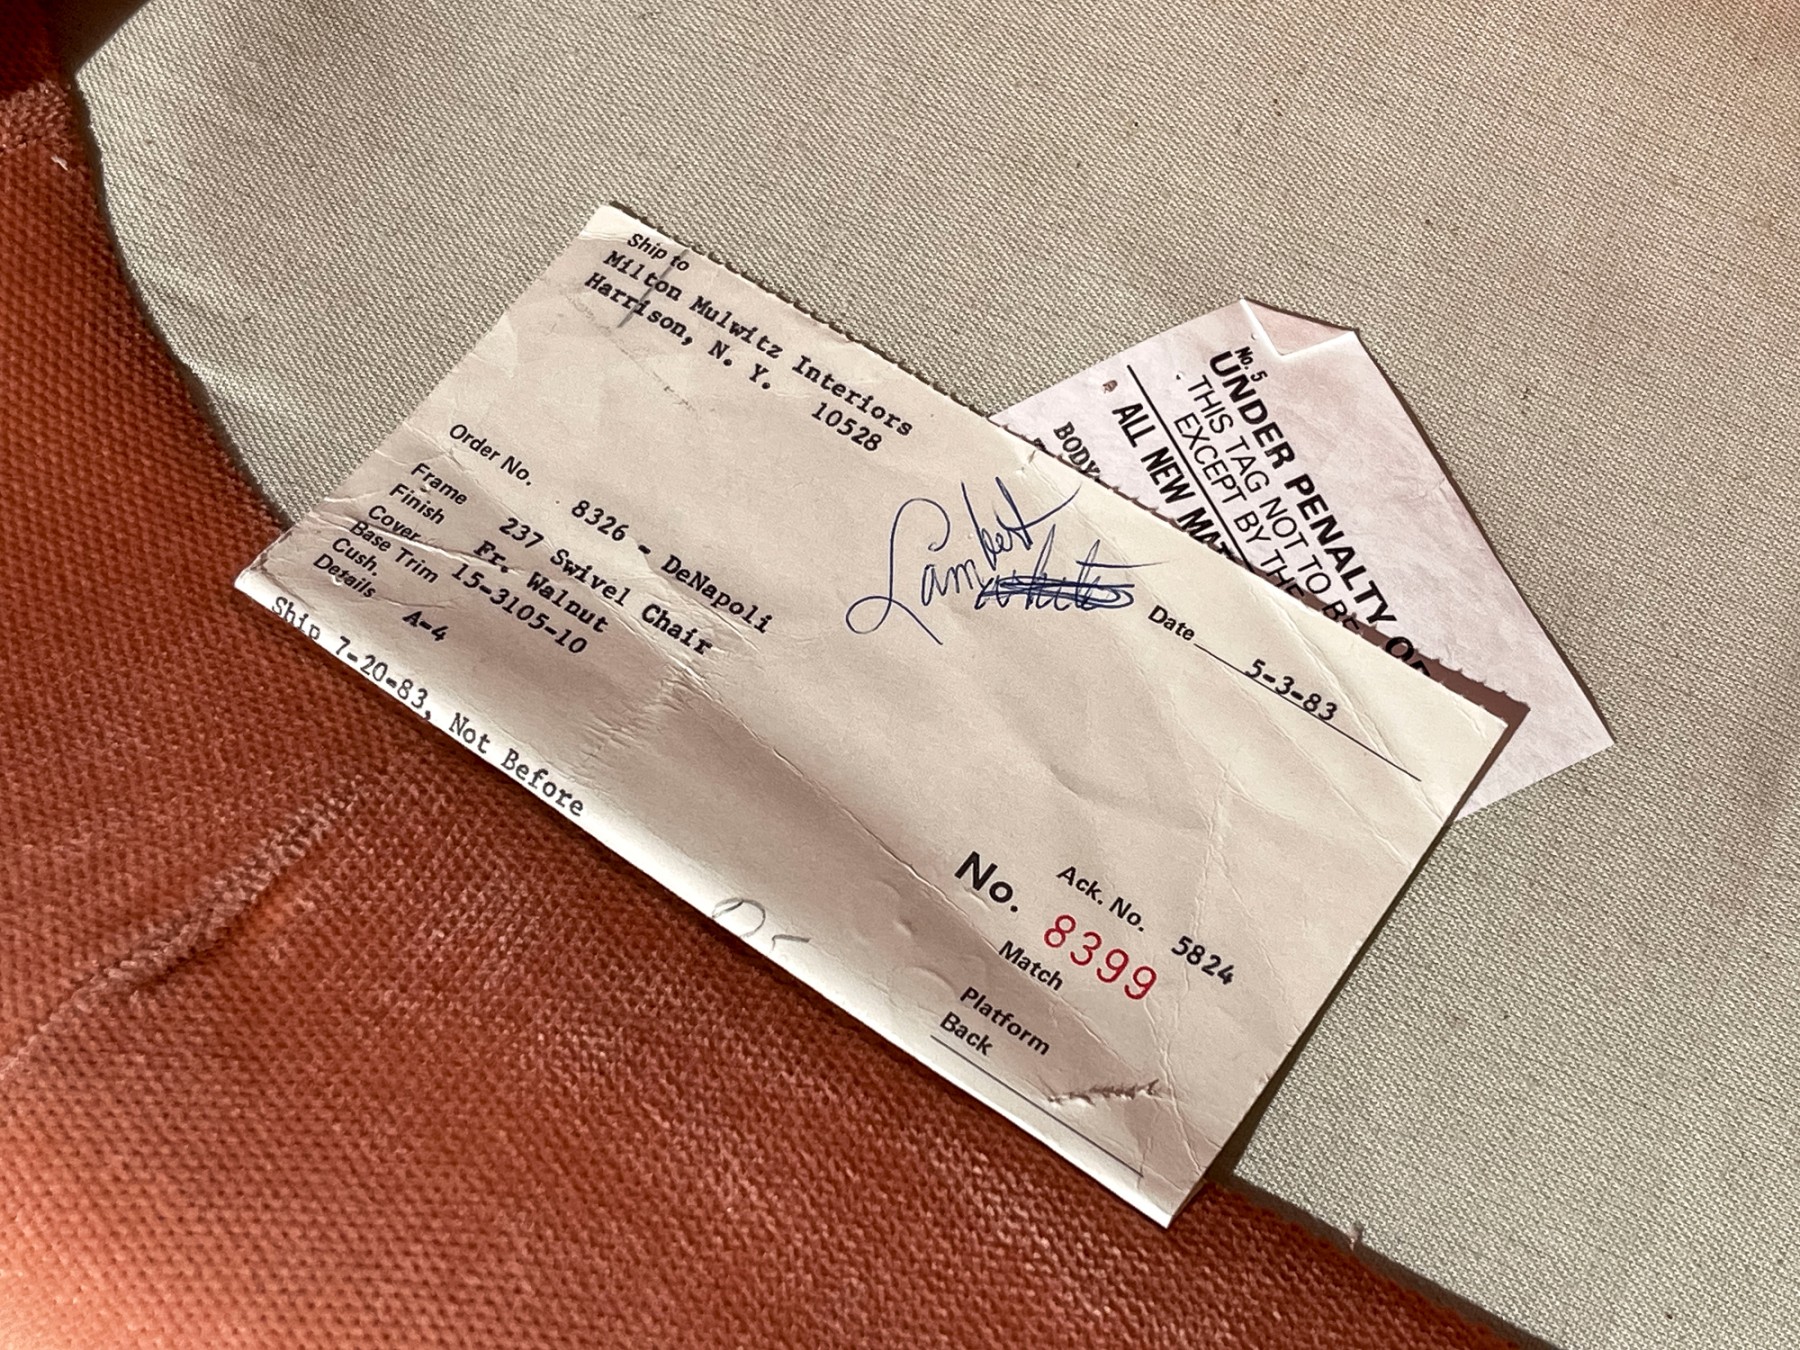 Ship to
Milton Mulwitz Interiors
Harrison, N. Y.
10528
Order No. 8326 - DeNapoli
Frame 237 Swivel Chair
Finish Fr. Walnut
Cover 15-3105-10
Base Trim
Cush. A-4
Details
Ship 7-20-83, Not Before
Lambert
Date 5-3-83
Ack. No. 5824
No. 8399
Match
Platform
Back
No. 5
UNDER PENALTY OF
THIS TAG NOT TO BE
EXCEPT BY THE
ALL NEW MAT
BODY